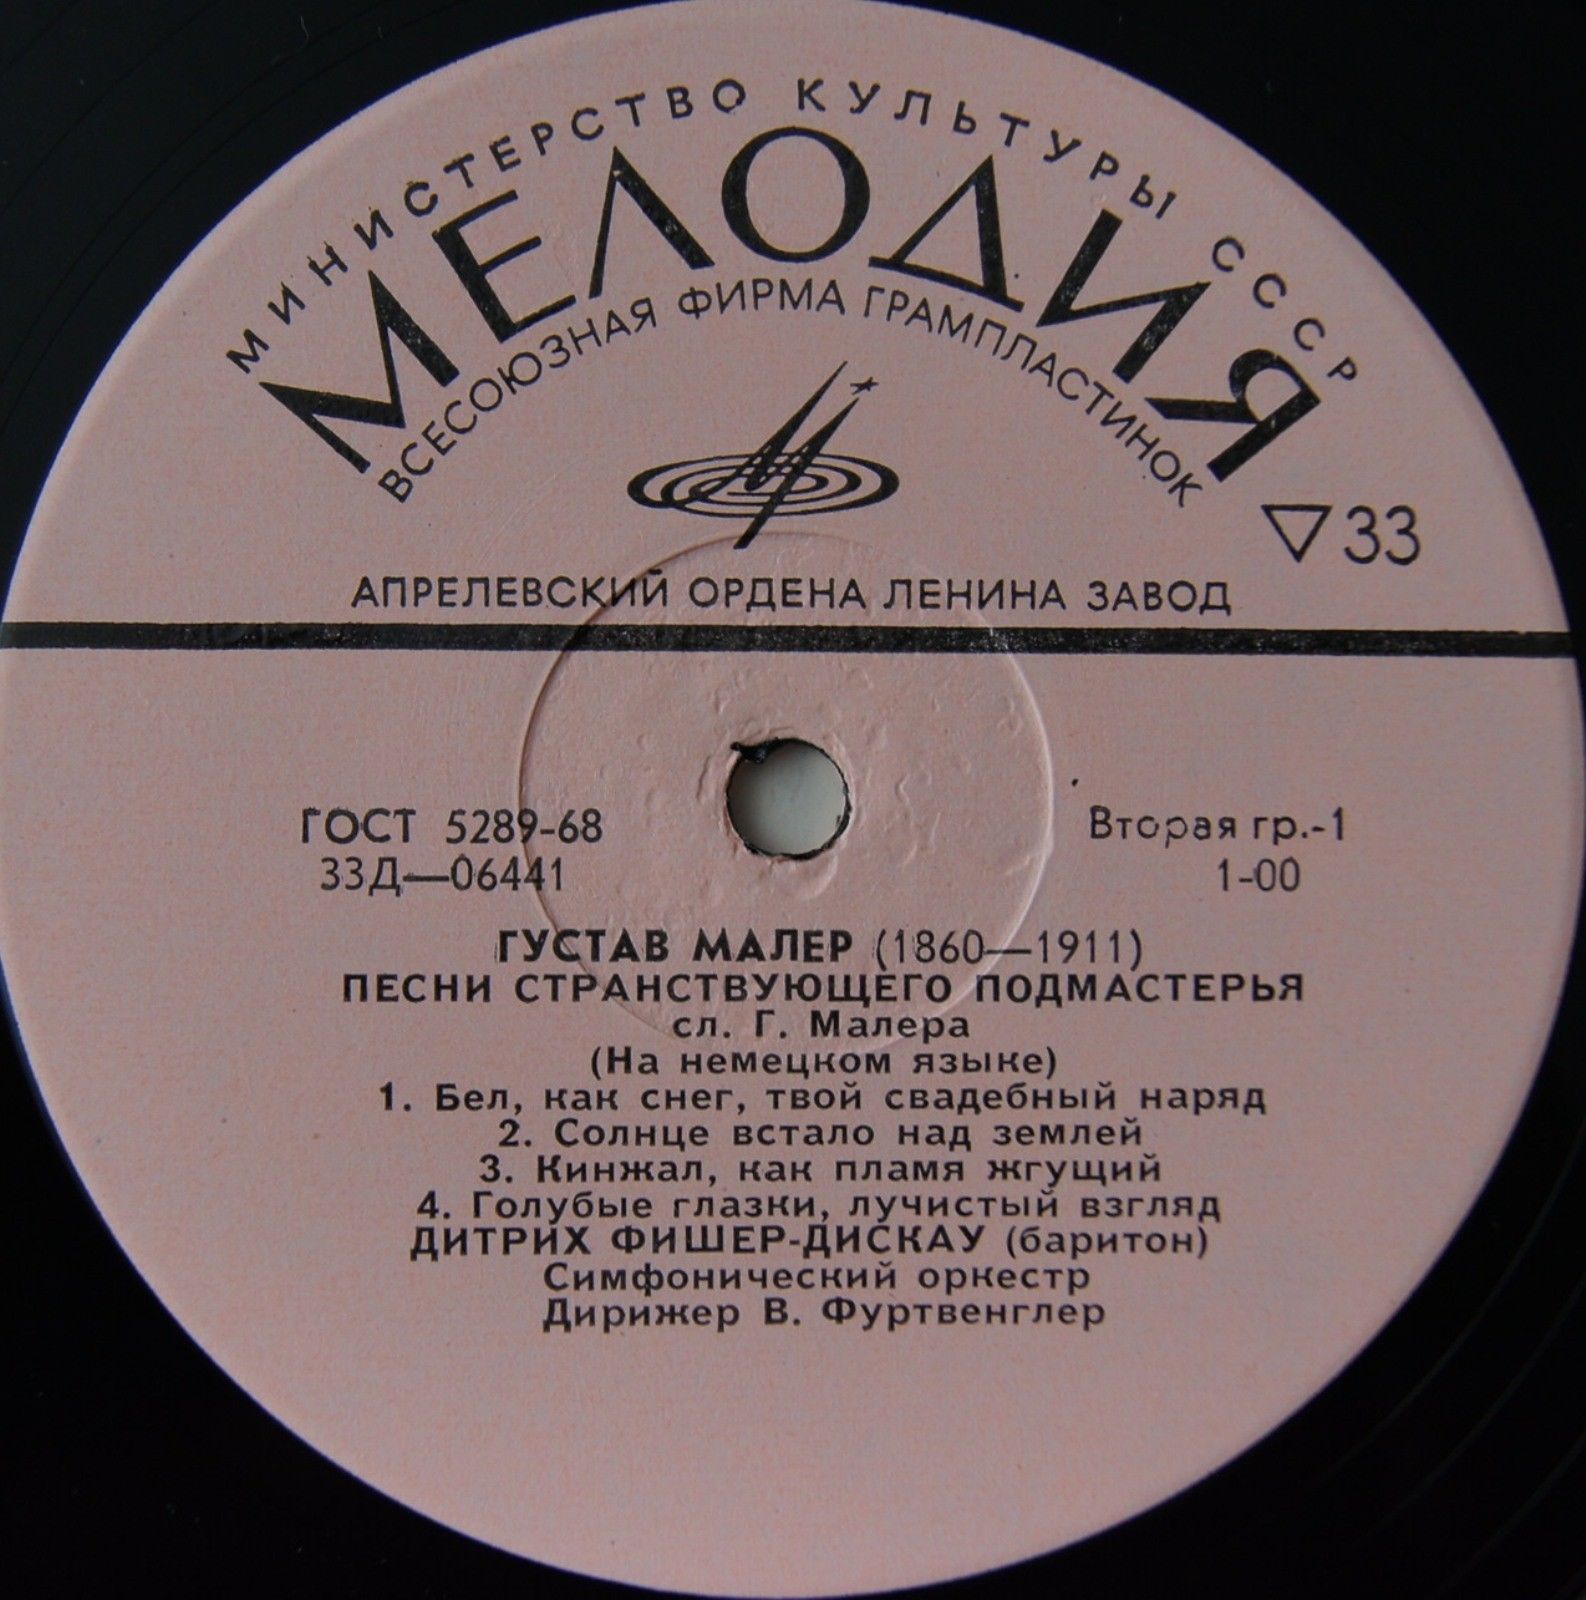 МИНИСТЕРСТВО КУЛЬТУРЫ СССР
МЕЛОДИЯ
ВСЕСОЮЗНАЯ ФИРМА ГРАМПЛАСТИНОК
▽33
АПРЕЛЕВСКИЙ ОРДЕНА ЛЕНИНА ЗАВОД
ГОСТ 5289-68
33Д—06441
Вторая гр.-1
1-00
ГУСТАВ МАЛЕР (1860—1911)
ПЕСНИ СТРАНСТВУЮЩЕГО ПОДМАСТЕРЬЯ
сл. Г. Малера
(На немецком языке)
1. Бел, как снег, твой свадебный наряд
2. Солнце встало над землей
3. Кинжал, как пламя жгущий
4. Голубые глазки, лучистый взгляд
ДИТРИХ ФИШЕР-ДИСКАУ (баритон)
Симфонический оркестр
Дирижер В. Фуртвенглер